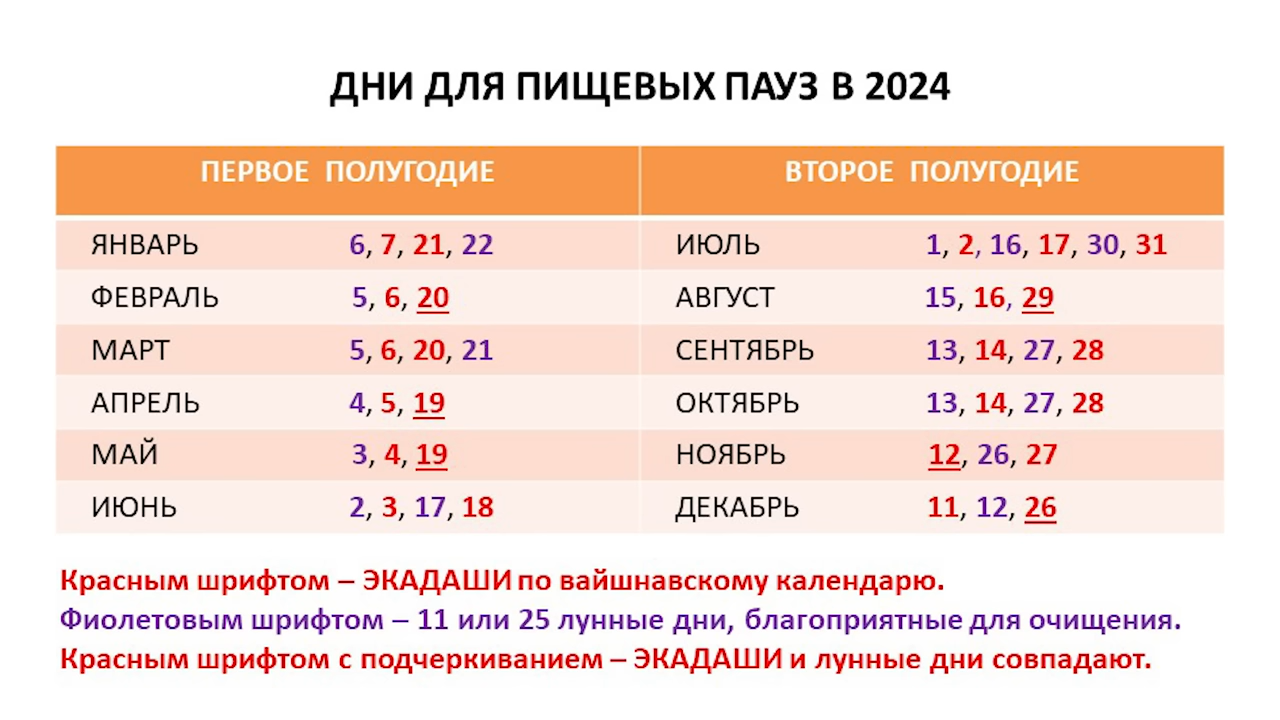 ДНИ ДЛЯ ПИЩЕВЫХ ПАУЗ В 2024
ПЕРВОЕ ПОЛУГОДИЕ ВТОРОЕ ПОЛУГОДИЕ
ЯНВАРЬ 6, 7, 21, 22 ИЮЛЬ 1, 2, 16, 17, 30, 31
ФЕВРАЛЬ 5, 6, 20 АВГУСТ 15, 16, 29
МАРТ 5, 6, 20, 21 СЕНТЯБРЬ 13, 14, 27, 28
АПРЕЛЬ 4, 5, 19 ОКТЯБРЬ 13, 14, 27, 28
МАЙ 3, 4, 19 НОЯБРЬ 12, 26, 27
ИЮНЬ 2, 3, 17, 18 ДЕКАБРЬ 11, 12, 26
Красным шрифтом – ЭКАДАШИ по вайшнавскому календарю.
Фиолетовым шрифтом – 11 или 25 лунные дни, благоприятные для очищения.
Красным шрифтом с подчеркиванием – ЭКАДАШИ и лунные дни совпадают.